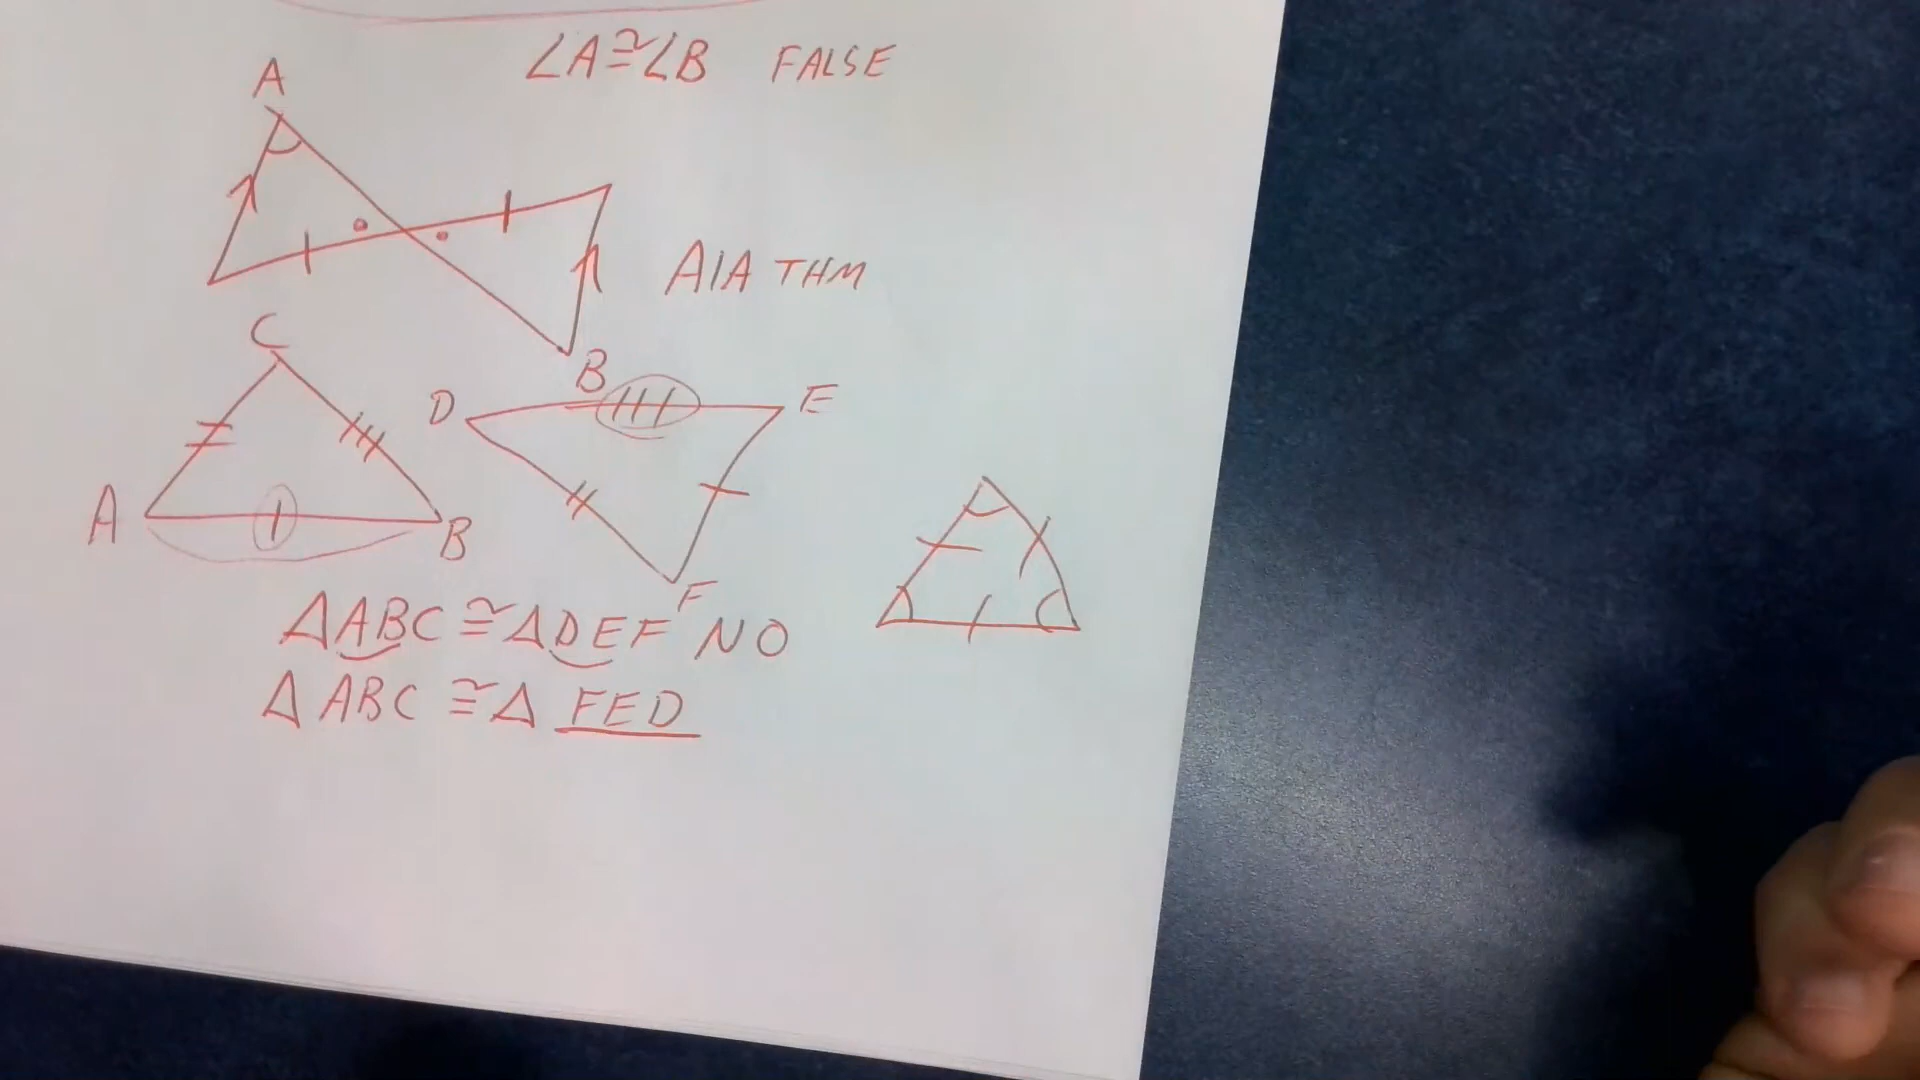 ∠A≅∠B FALSE
A
AIA THM
B
C
A
B
D
E
F
△ABC≅△DEF NO
△ABC≅△FED